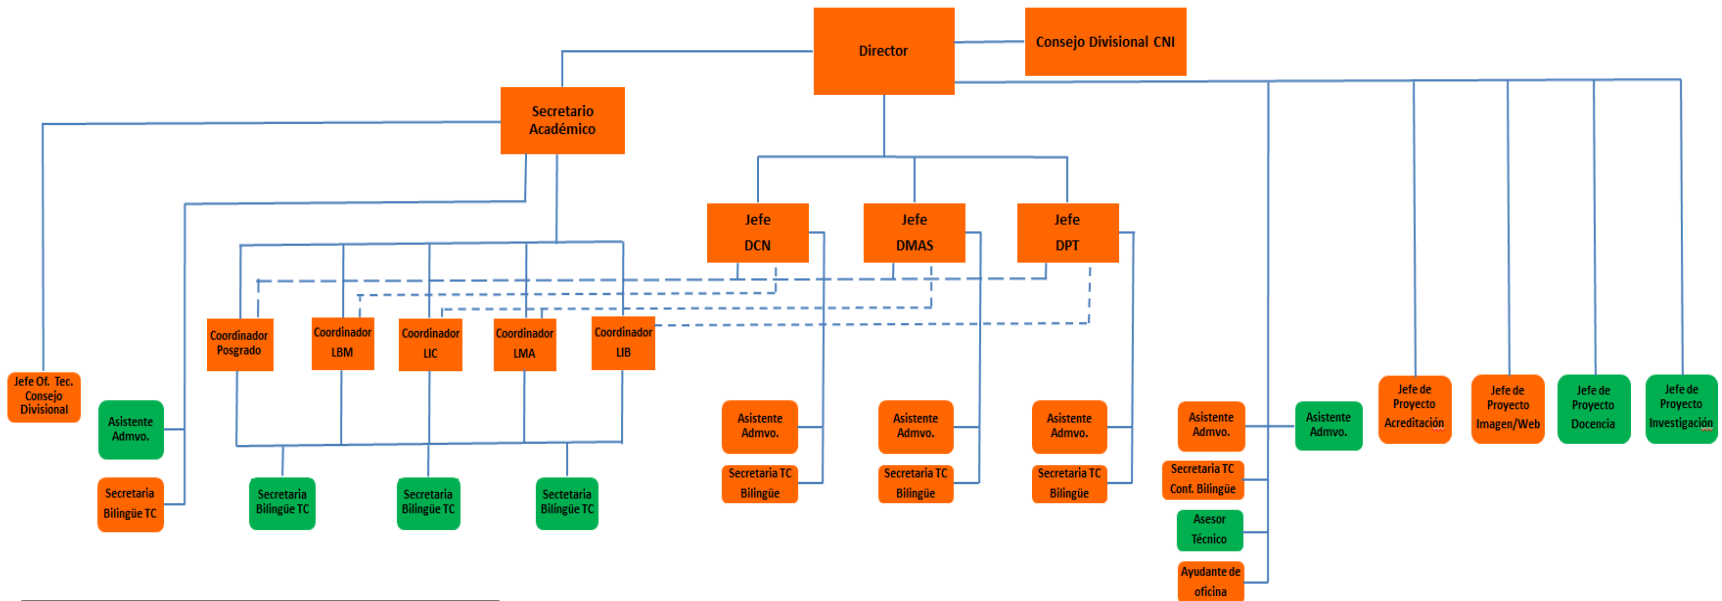 Director
Consejo Divisional CNI
Secretario
Académico
Jefe
DCN
Jefe
DMAS
Jefe
DPT
Coordinador
Posgrado
Coordinador
LBM
Coordinador
LIC
Coordinador
LMA
Coordinador
LIB
Jefe Of. Tec.
Consejo
Divisional
Asistente
Admvo.
Secretaria
Bilingüe TC
Secretaria
Bilingüe TC
Secretaria
Bilingüe TC
Sectetaria
Bilingüe TC
Asistente
Admvo.
Secretaria TC
Bilingüe
Asistente
Admvo.
Secretaria TC
Bilingüe
Asistente
Admvo.
Secretaria TC
Bilingüe
Asistente
Admvo.
Secretaria TC
Conf. Bilingüe
Asesor
Técnico
Ayudante de
oficina
Asistente
Admvo.
Jefe de
Proyecto
Acreditación
Jefe de
Proyecto
Imagen/Web
Jefe de
Proyecto
Docencia
Jefe de
Proyecto
Investigación